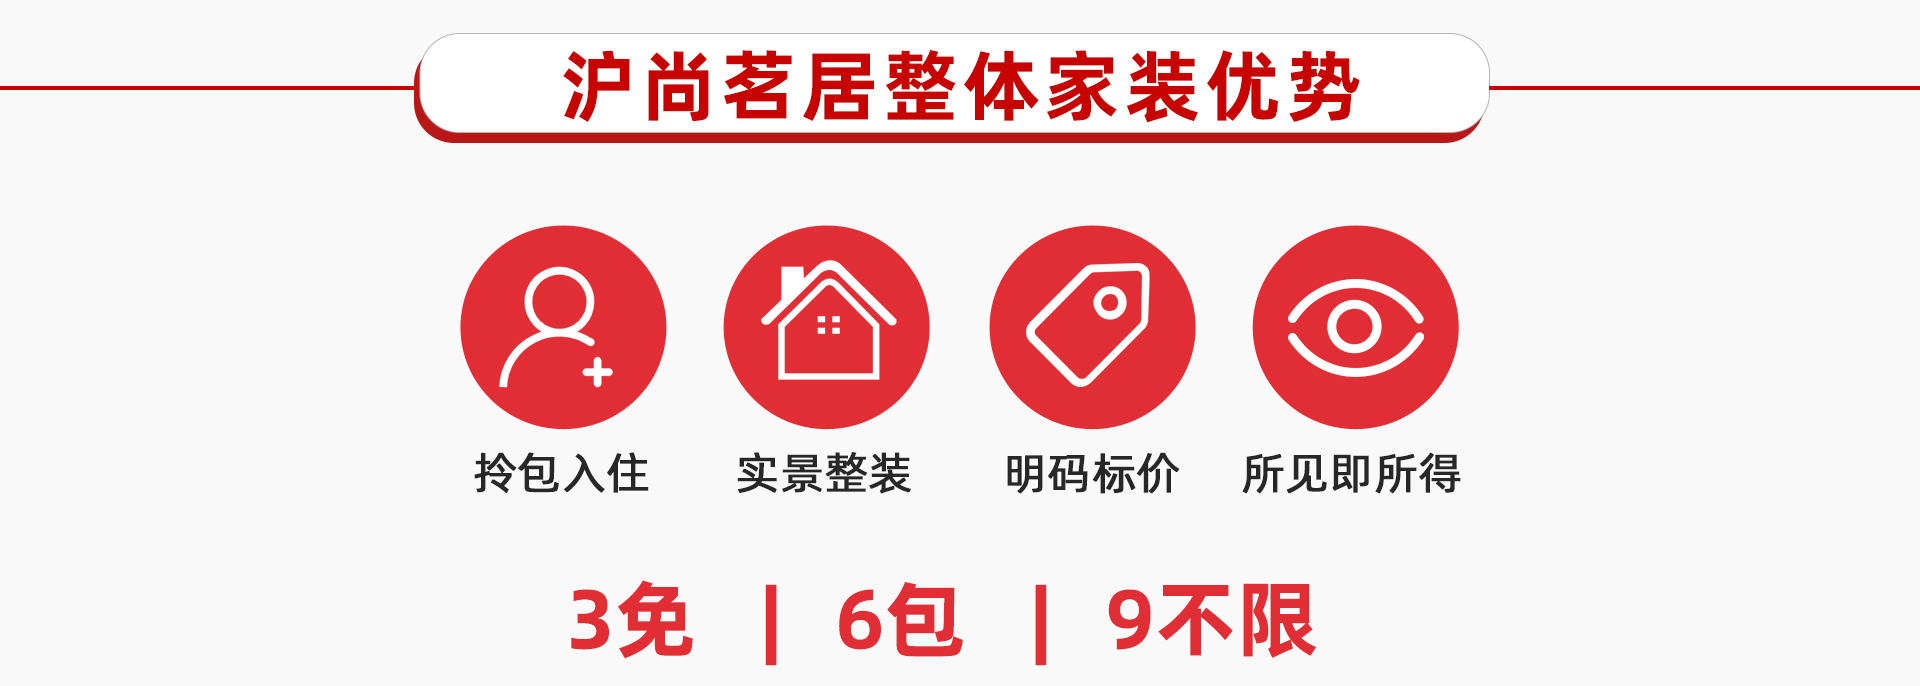 沪尚茗居整体家装优势
拎包入住 实景整装 明码标价 所见即所得
3免 | 6包 | 9不限